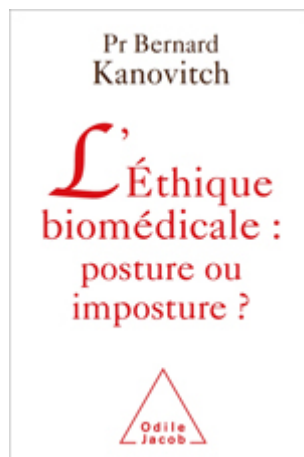 Pr Bernard
Kanovitch
L'Éthique
biomédicale :
posture ou
imposture ?
Odile
Jacob